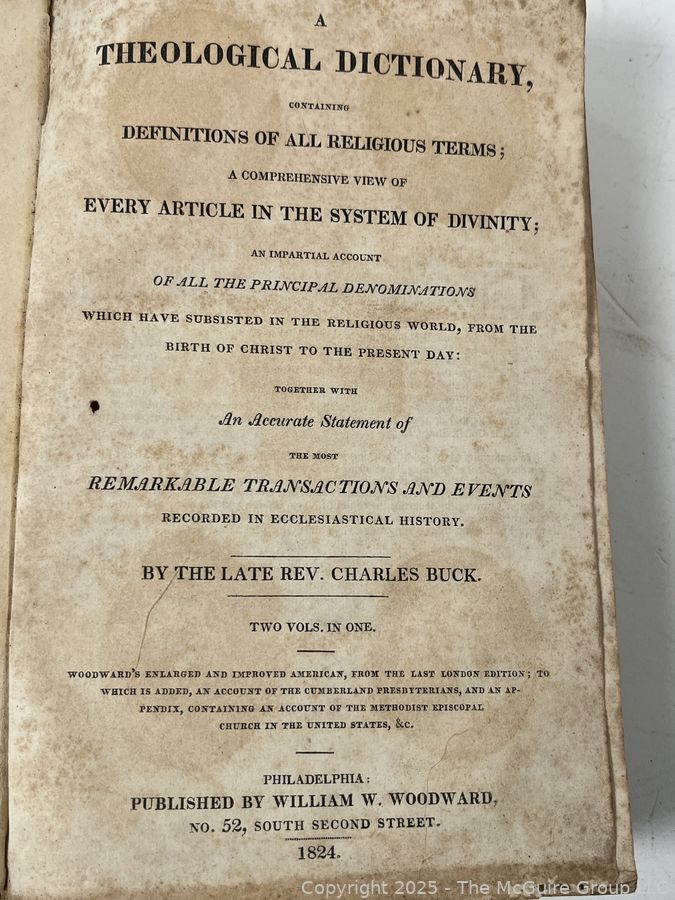 A
THEOLOGICAL DICTIONARY,
CONTAINING
DEFINITIONS OF ALL RELIGIOUS TERMS;
A COMPREHENSIVE VIEW OF
EVERY ARTICLE IN THE SYSTEM OF DIVINITY;
AN IMPARTIAL ACCOUNT
OF ALL THE PRINCIPAL DENOMINATIONS
WHICH HAVE SUBSISTED IN THE RELIGIOUS WORLD, FROM THE
BIRTH OF CHRIST TO THE PRESENT DAY:
TOGETHER WITH
An Accurate Statement of
THE MOST
REMARKABLE TRANSACTIONS AND EVENTS
RECORDED IN ECCLESIASTICAL HISTORY.
BY THE LATE REV. CHARLES BUCK.
TWO VOLS. IN ONE.
WOODWARD'S ENLARGED AND IMPROVED AMERICAN, FROM THE LAST LONDON EDITION; TO
WHICH IS ADDED, AN ACCOUNT OF THE CUMBERLAND PRESBYTERIANS, AND AN AP-
PENDIX, CONTAINING AN ACCOUNT OF THE METHODIST EPISCOPAL
CHURCH IN THE UNITED STATES, &c.
PHILADELPHIA:
PUBLISHED BY WILLIAM W. WOODWARD,
NO. 52, SOUTH SECOND STREET.
1824.
Copyright 2025 - The McGuire Group LLC